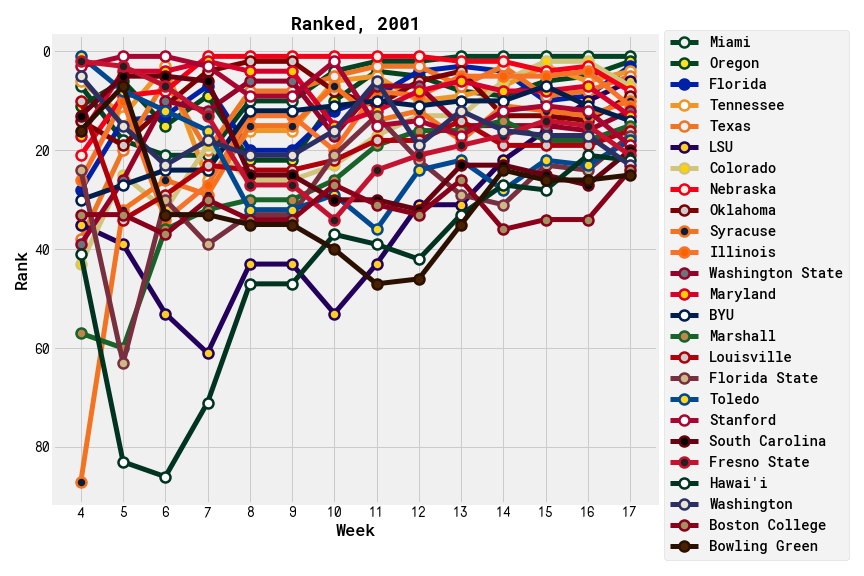 Ranked, 2001
Rank
0
20
40
60
80
4 5 6 7 8 9 10 11 12 13 14 15 16 17
Week
Miami
Oregon
Florida
Tennessee
Texas
LSU
Colorado
Nebraska
Oklahoma
Syracuse
Illinois
Washington State
Maryland
BYU
Marshall
Louisville
Florida State
Toledo
Stanford
South Carolina
Fresno State
Hawai'i
Washington
Boston College
Bowling Green